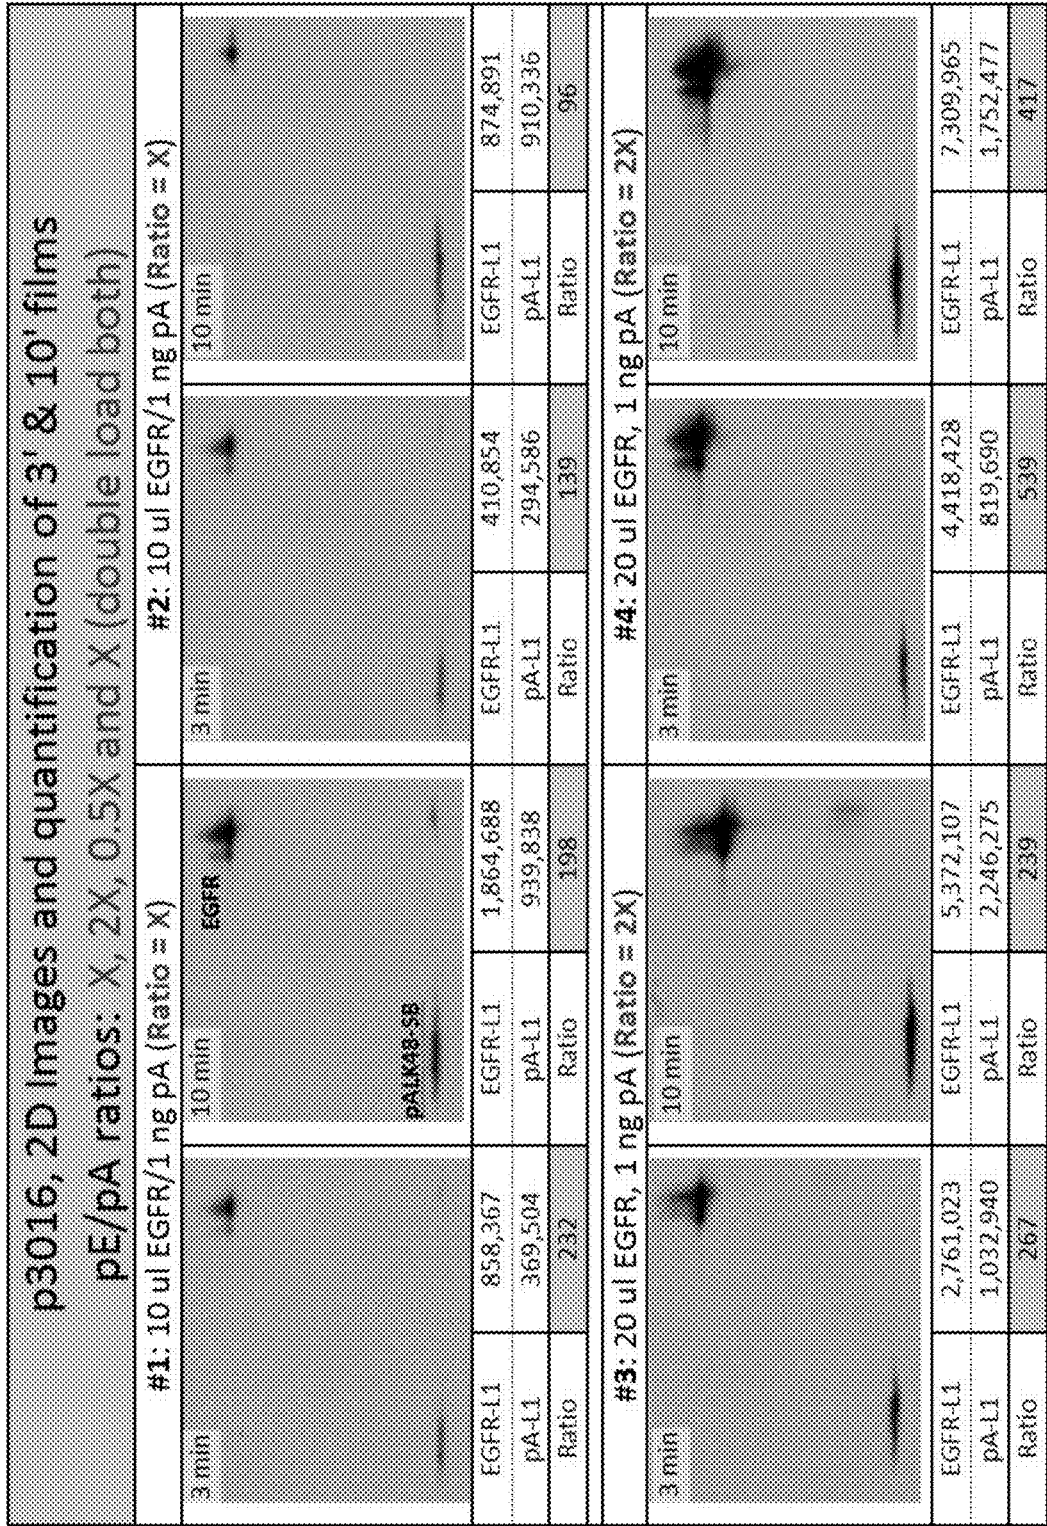 p3016, 2D Images and quantification of 3' & 10' films
pE/pA ratios: X, 2X, 0.5X and X (double load both)
#1: 10 ul EGFR/1 ng pA (Ratio = X)
3 min
10 min
EGFR
pALK48-SB
EGFR-L1 858,367 EGFR-L1 1,864,688
pA-L1 369,504 pA-L1 939,838
Ratio 232 Ratio 198
#2: 10 ul EGFR/1 ng pA (Ratio = X)
3 min
10 min
EGFR-L1 410,854 EGFR-L1 874,891
pA-L1 294,586 pA-L1 910,336
Ratio 139 Ratio 96
#3: 20 ul EGFR, 1 ng pA (Ratio = 2X)
3 min
10 min
EGFR-L1 2,761,023 EGFR-L1 5,372,107
pA-L1 1,032,940 pA-L1 2,246,275
Ratio 267 Ratio 239
#4: 20 ul EGFR, 1 ng pA (Ratio = 2X)
3 min
10 min
EGFR-L1 4,418,428 EGFR-L1 7,309,965
pA-L1 819,690 pA-L1 1,752,477
Ratio 539 Ratio 417